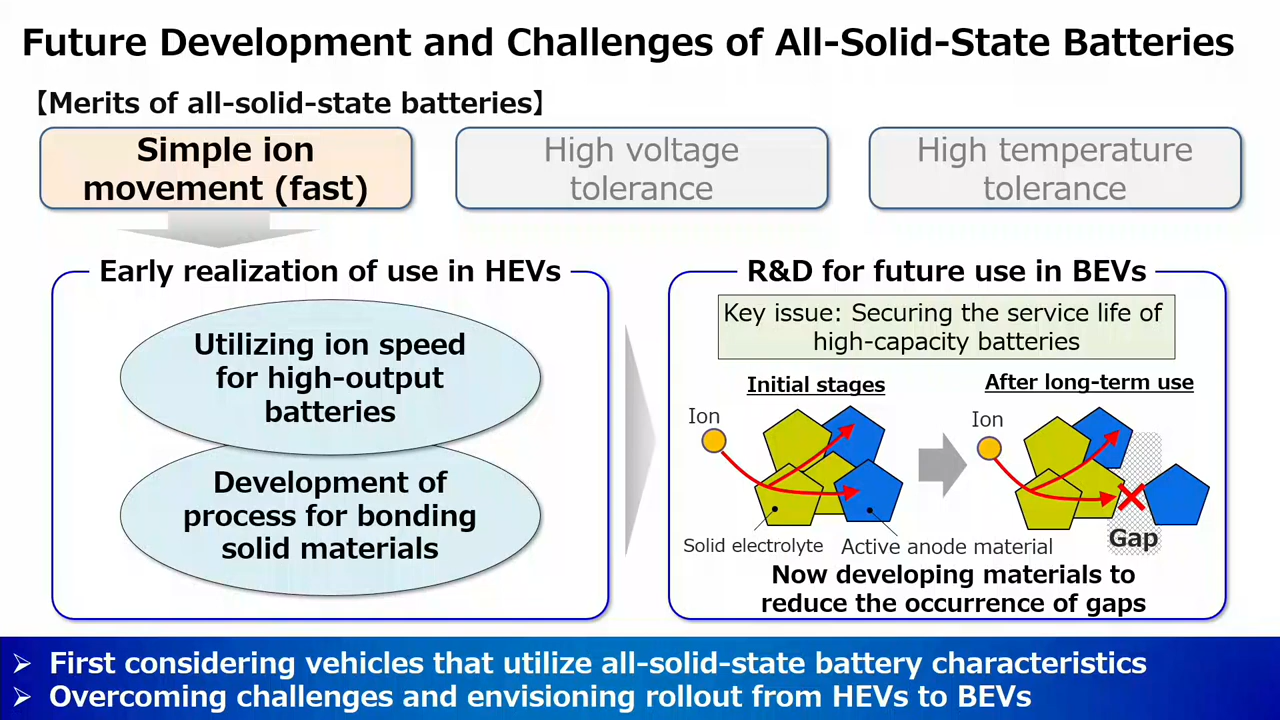 Future Development and Challenges of All-Solid-State Batteries
【Merits of all-solid-state batteries】
Simple ion
movement (fast)
High voltage
tolerance
High temperature
tolerance
Early realization of use in HEVs
Utilizing ion speed
for high-output
batteries
Development of
process for bonding
solid materials
R&D for future use in BEVs
Key issue: Securing the service life of
high-capacity batteries
Initial stages
After long-term use
Ion
Ion
Solid electrolyte
Active anode material
Gap
Now developing materials to
reduce the occurrence of gaps
➢ First considering vehicles that utilize all-solid-state battery characteristics
➢ Overcoming challenges and envisioning rollout from HEVs to BEVs